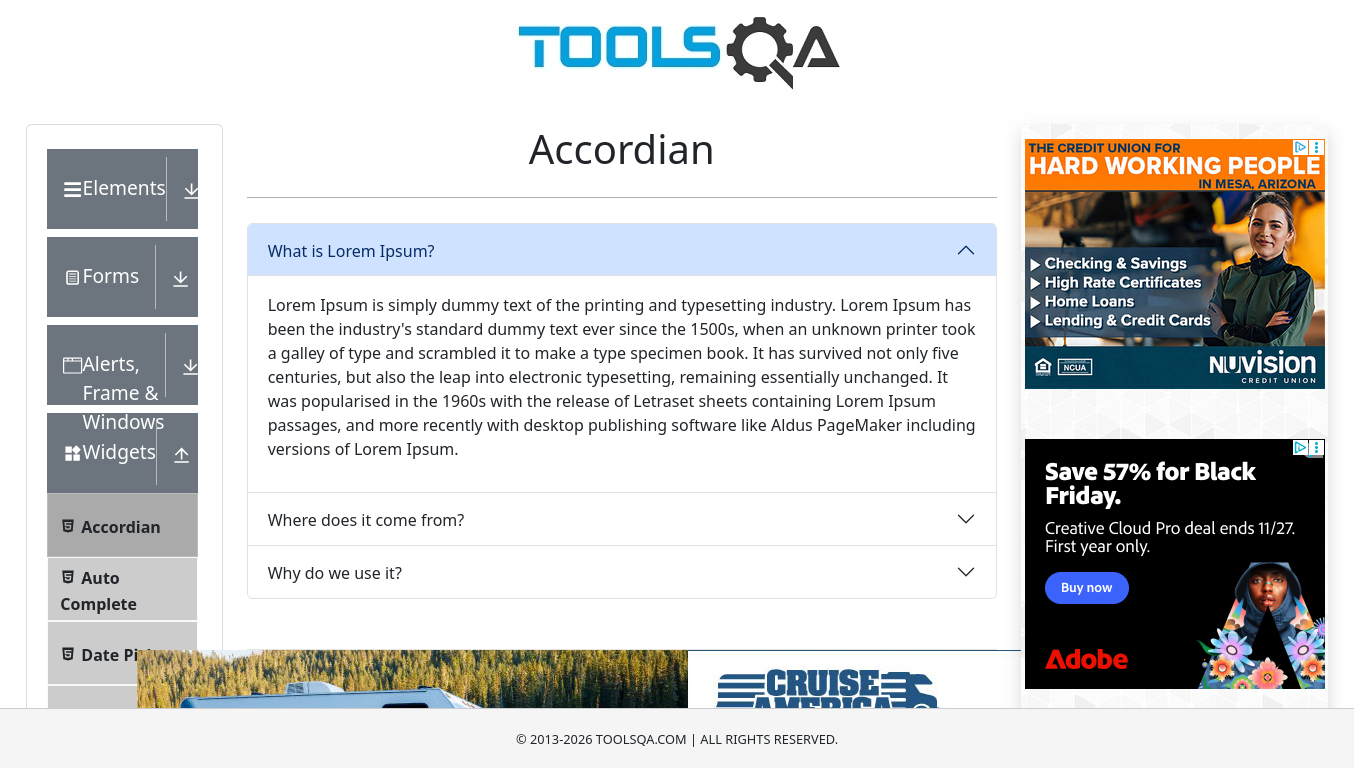 TOOLSQA
Accordian
Elements
Forms
Alerts,
Frame &
Windows
Widgets
Accordian
Auto
Complete
Date Pi
What is Lorem Ipsum?
Lorem Ipsum is simply dummy text of the printing and typesetting industry. Lorem Ipsum has
been the industry's standard dummy text ever since the 1500s, when an unknown printer took
a galley of type and scrambled it to make a type specimen book. It has survived not only five
centuries, but also the leap into electronic typesetting, remaining essentially unchanged. It
was popularised in the 1960s with the release of Letraset sheets containing Lorem Ipsum
passages, and more recently with desktop publishing software like Aldus PageMaker including
versions of Lorem Ipsum.
Where does it come from?
Why do we use it?
THE CREDIT UNION FOR
HARD WORKING PEOPLE
IN MESA, ARIZONA
Checking & Savings
High Rate Certificates
Home Loans
Lending & Credit Cards
NCUA
NUVISION
CREDIT UNION
Save 57% for Black
Friday.
Creative Cloud Pro deal ends 11/27.
First year only.
Buy now
Adobe
CRUISE
AMERICA
© 2013-2026 TOOLSQA.COM | ALL RIGHTS RESERVED.